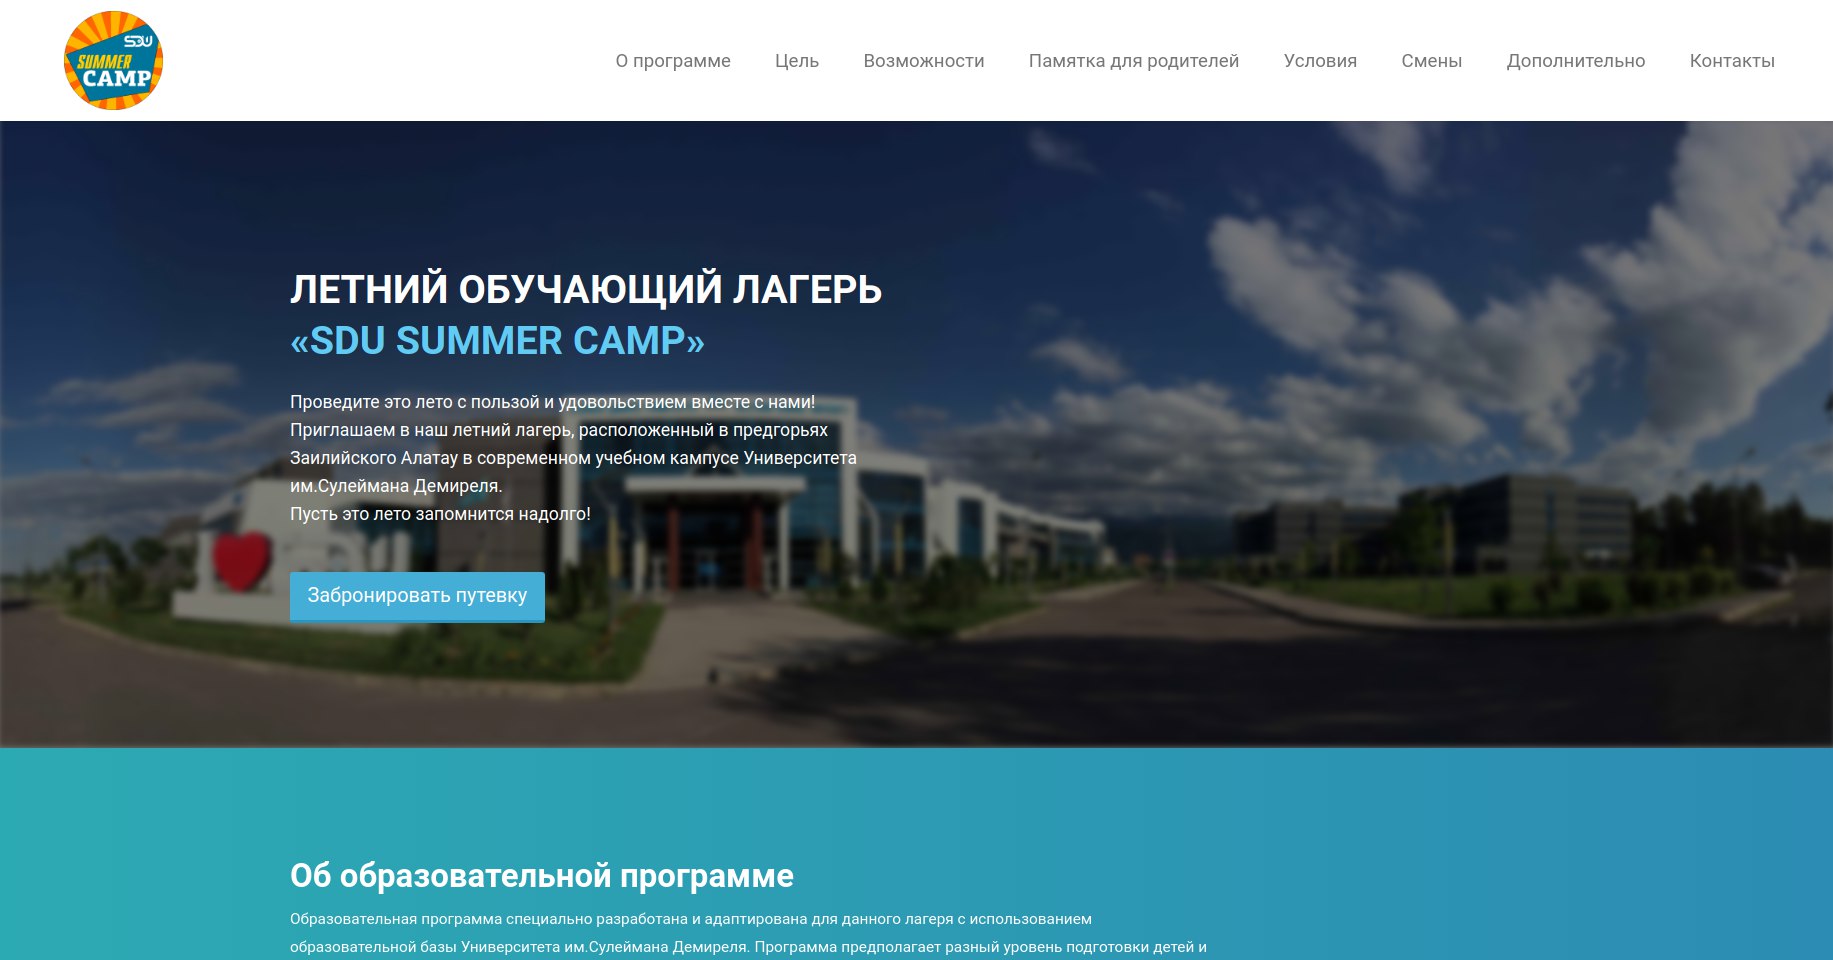 SDU
SUMMER
CAMP
О программе Цель Возможности Памятка для родителей Условия Смены Дополнительно Контакты
ЛЕТНИЙ ОБУЧАЮЩИЙ ЛАГЕРЬ
«SDU SUMMER CAMP»
Проведите это лето с пользой и удовольствием вместе с нами!
Приглашаем в наш летний лагерь, расположенный в предгорьях
Заилийского Алатау в современном учебном кампусе Университета
им.Сулеймана Демиреля.
Пусть это лето запомнится надолго!
Забронировать путевку
Об образовательной программе
Образовательная программа специально разработана и адаптирована для данного лагеря с использованием
образовательной базы Университета им.Сулеймана Демиреля. Программа предполагает разный уровень подготовки детей и